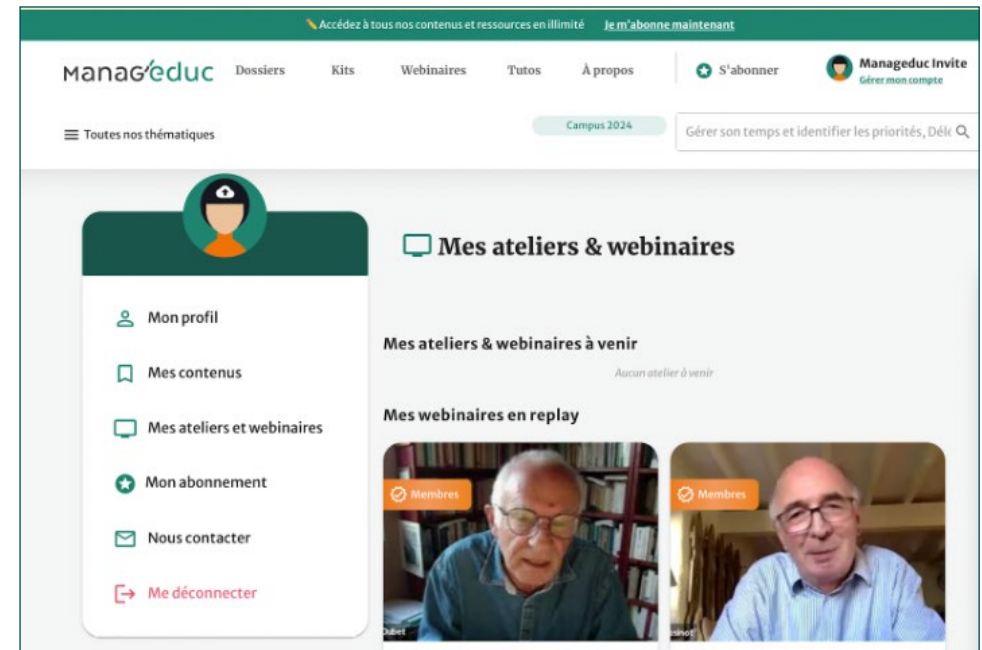 Accédez à tous nos contenus et ressources en illimité Je m'abonne maintenant
Manag'educ Dossiers Kits Webinaires Tutos À propos S'abonner Manageduc Invite
Gérer mon compte
Toutes nos thématiques Campus 2024 Gérer son temps et identifier les priorités, Délé
Mes ateliers & webinaires
Mon profil
Mes contenus
Mes ateliers et webinaires
Mon abonnement
Nous contacter
Me déconnecter
Mes ateliers & webinaires à venir
Aucun atelier à venir
Mes webinaires en replay
Membres Membres
Dubet